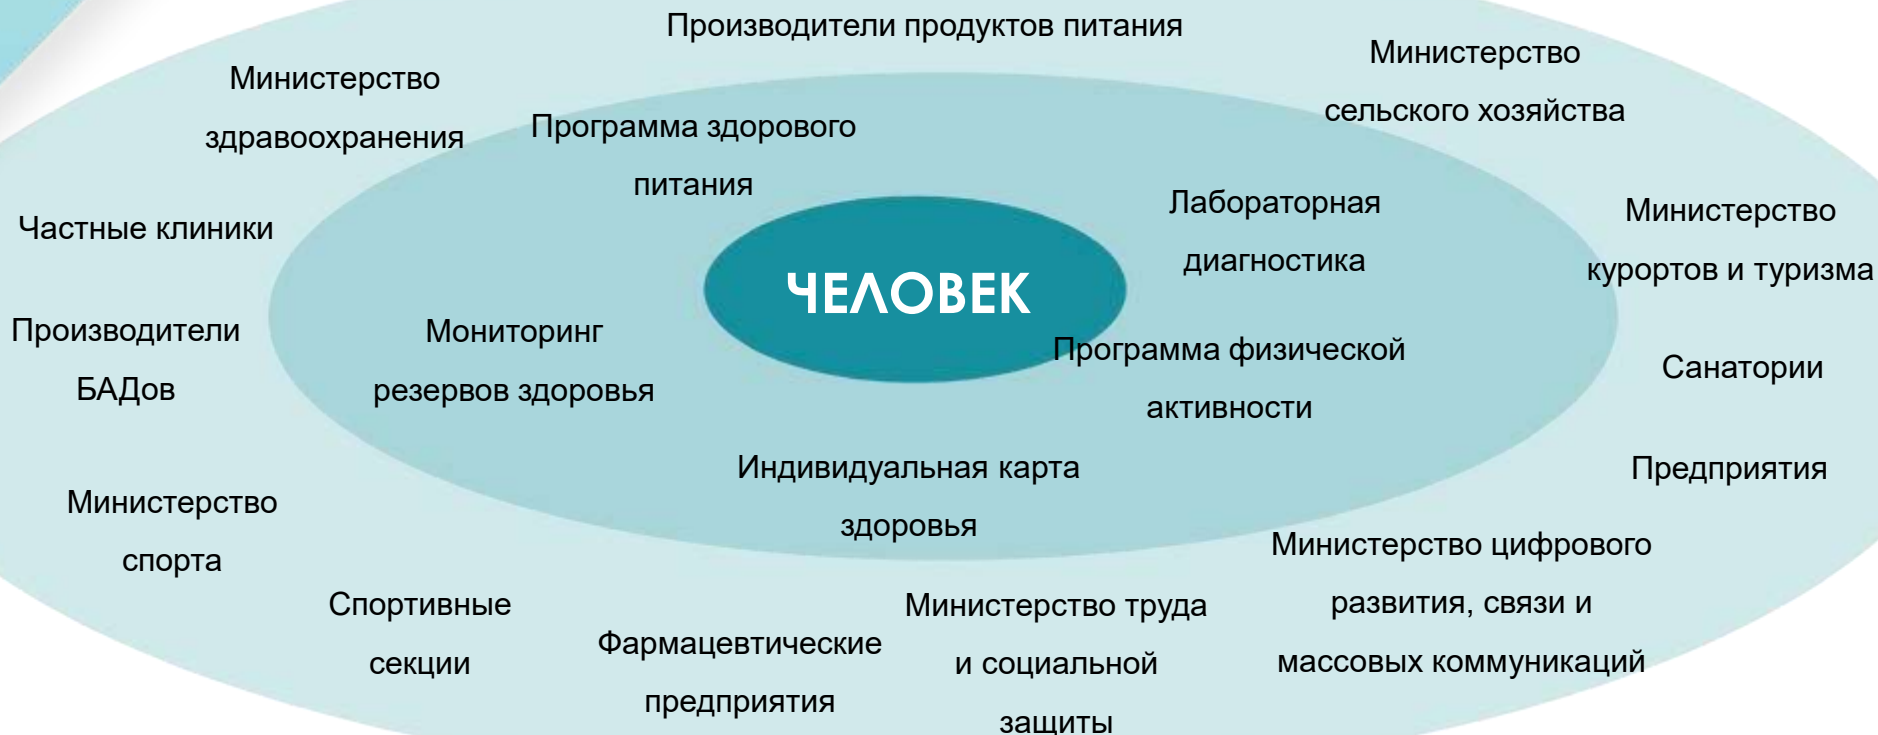 Производители продуктов питания
Министерство
здравоохранения
Министерство
сельского хозяйства
Программа здорового
питания
Частные клиники
Лабораторная
диагностика
Министерство
курортов и туризма
ЧЕЛОВЕК
Производители
БАДов
Мониторинг
резервов здоровья
Программа физической
активности
Санатории
Индивидуальная карта
здоровья
Предприятия
Министерство
спорта
Министерство цифрового
развития, связи и
массовых коммуникаций
Спортивные
секции
Фармацевтические
предприятия
Министерство труда
и социальной
защиты